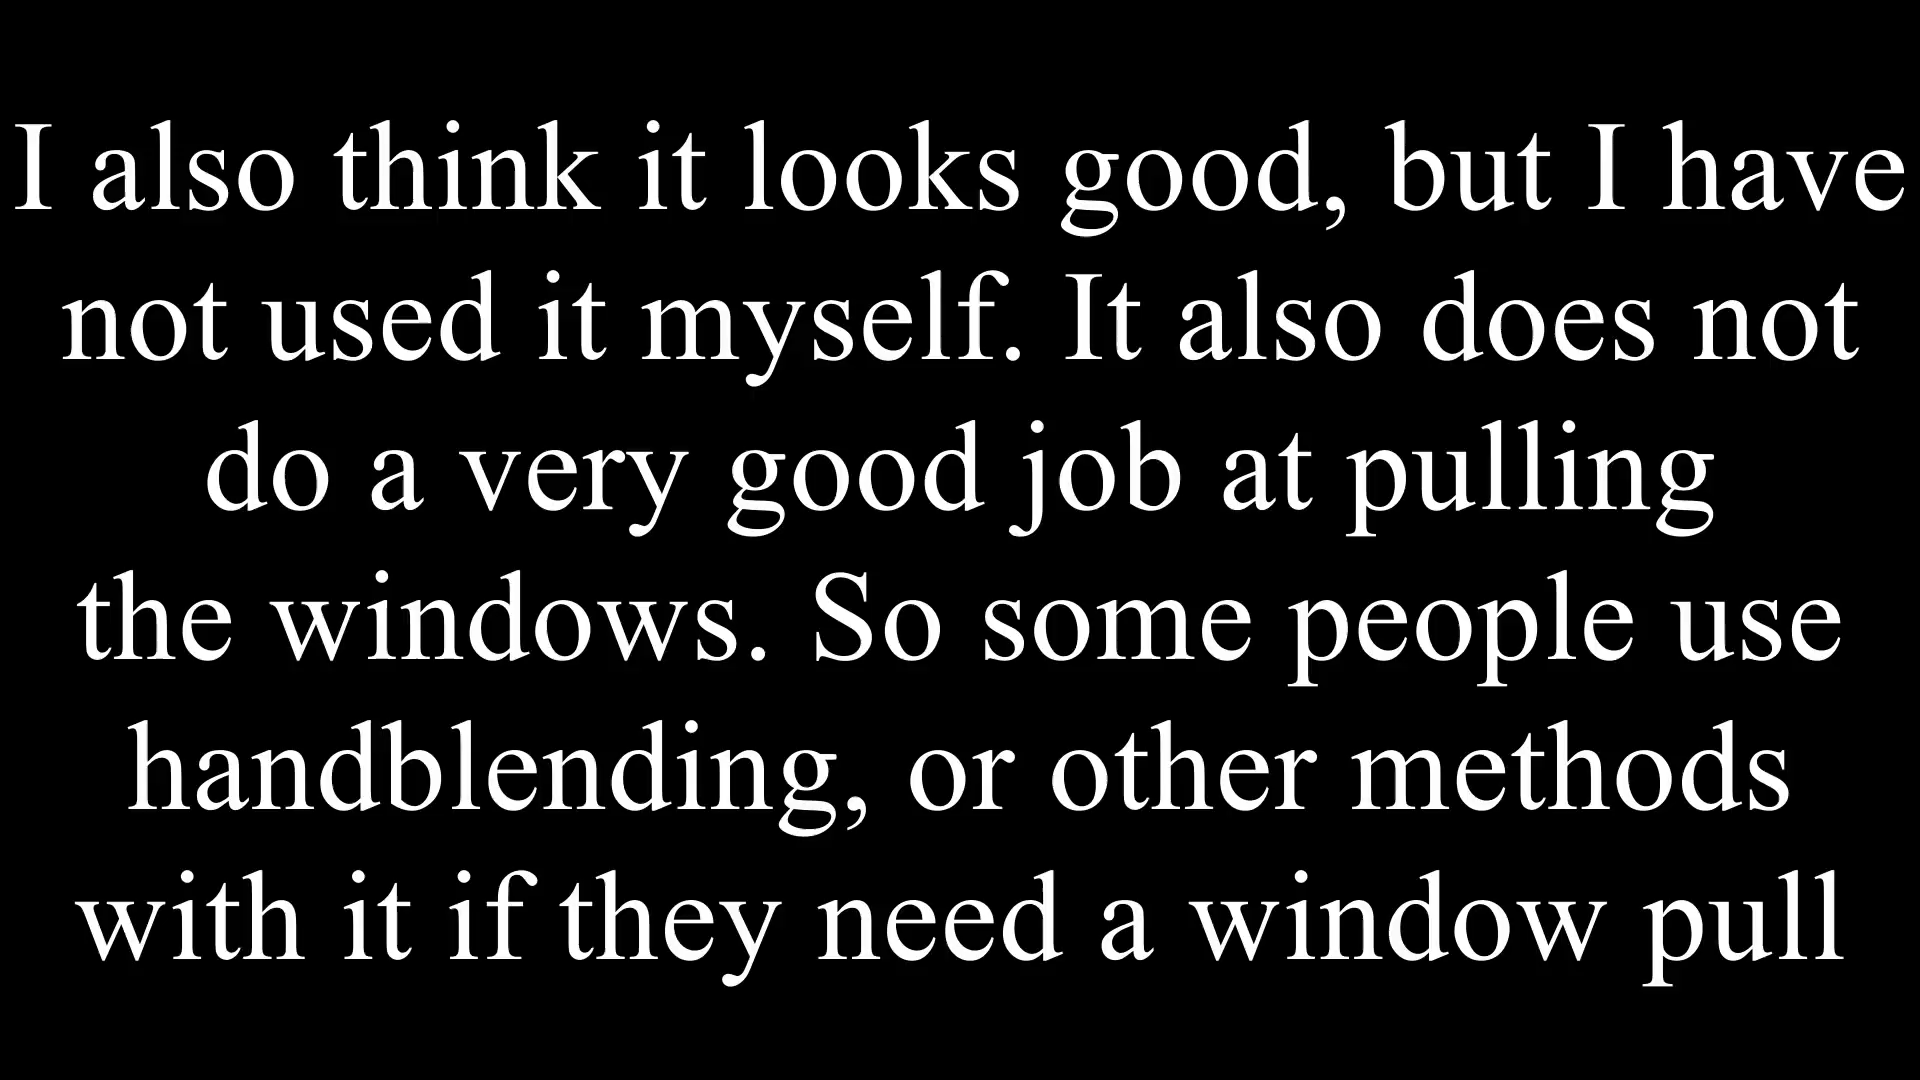 I also think it looks good, but I have
not used it myself. It also does not
do a very good job at pulling
the windows. So some people use
handblending, or other methods
with it if they need a window pull